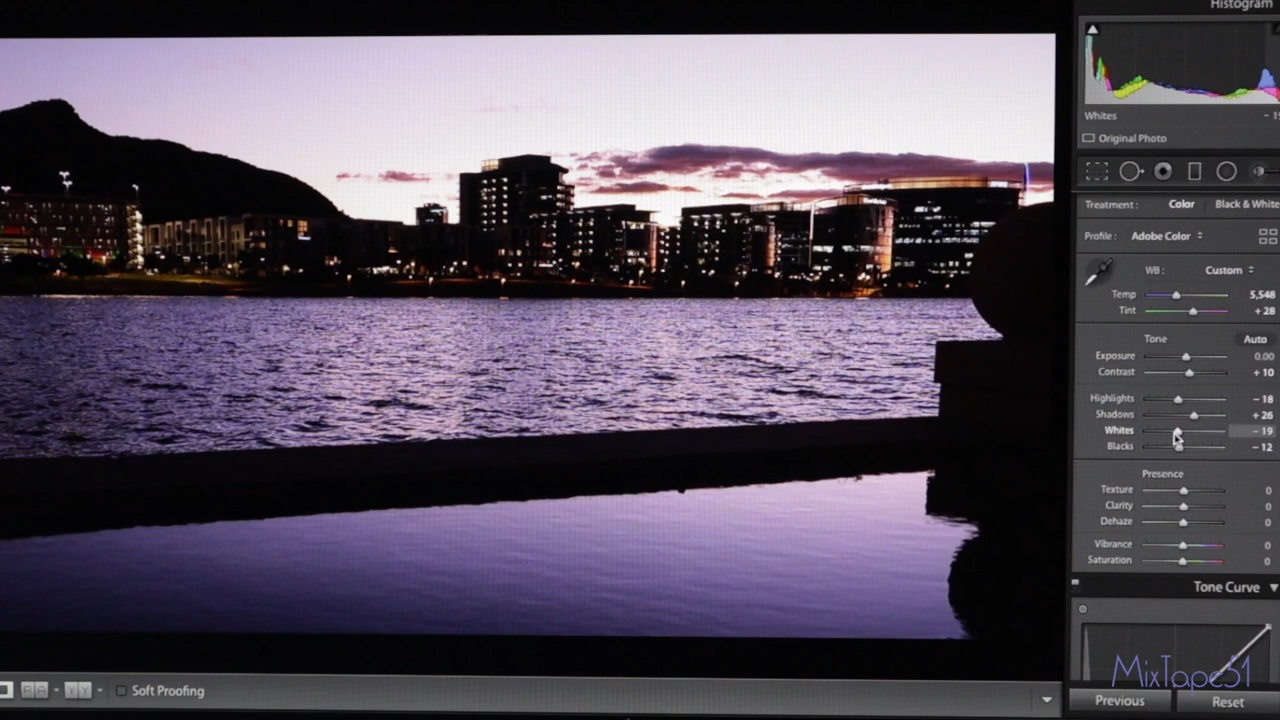 Histogram
Whites
Original Photo
Treatment :
Color
Black & White
Profile :
Adobe Color
WB :
Custom
Temp
5,548
Tint
+ 28
Tone
Auto
Exposure
0.00
Contrast
+ 10
Highlights
- 18
Shadows
+ 26
Whites
- 19
Blacks
- 12
Presence
Texture
0
Clarity
0
Dehaze
0
Vibrance
0
Saturation
0
Tone Curve
MixTape51
Soft Proofing
Previous
Reset